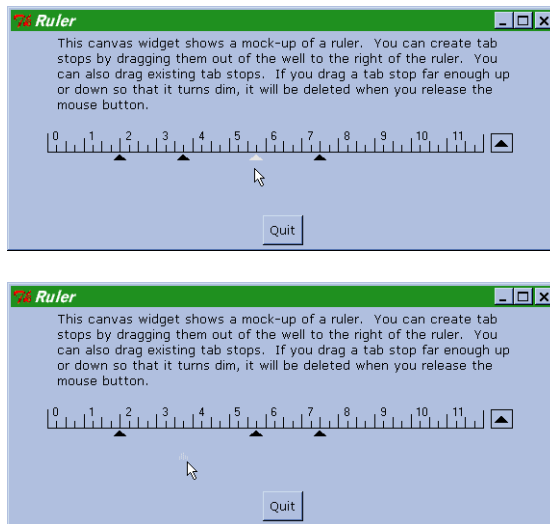 Ruler
This canvas widget shows a mock-up of a ruler. You can create tab
stops by dragging them out of the well to the right of the ruler. You
can also drag existing tab stops. If you drag a tab stop far enough up
or down so that it turns dim, it will be deleted when you release the
mouse button.
0 1 2 3 4 5 6 7 8 9 10 11
Quit
Ruler
This canvas widget shows a mock-up of a ruler. You can create tab
stops by dragging them out of the well to the right of the ruler. You
can also drag existing tab stops. If you drag a tab stop far enough up
or down so that it turns dim, it will be deleted when you release the
mouse button.
0 1 2 3 4 5 6 7 8 9 10 11
Quit